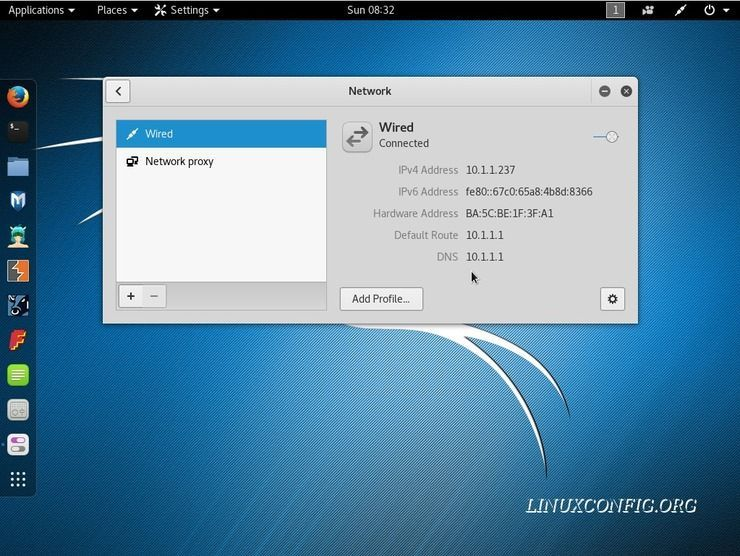 Applications Places Settings Sun 08:32 1
Network
Wired
Network proxy
Wired
Connected
IPv4 Address 10.1.1.237
IPv6 Address fe80::67c0:65a8:4b8d:8366
Hardware Address BA:5C:BE:1F:3F:A1
Default Route 10.1.1.1
DNS 10.1.1.1
+ −
Add Profile...
LINUXCONFIG.ORG